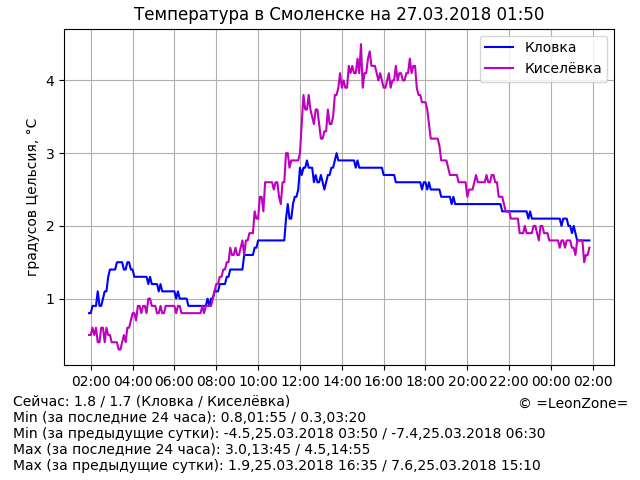 Температура в Смоленске на 27.03.2018 01:50
Кловка
Киселёвка
градусов Цельсия, °C
4
3
2
1
02:00 04:00 06:00 08:00 10:00 12:00 14:00 16:00 18:00 20:00 22:00 00:00 02:00
Сейчас: 1.8 / 1.7 (Кловка / Киселёвка)
© =LeonZone=
Min (за последние 24 часа): 0.8,01:55 / 0.3,03:20
Min (за предыдущие сутки): -4.5,25.03.2018 03:50 / -7.4,25.03.2018 06:30
Max (за последние 24 часа): 3.0,13:45 / 4.5,14:55
Max (за предыдущие сутки): 1.9,25.03.2018 16:35 / 7.6,25.03.2018 15:10